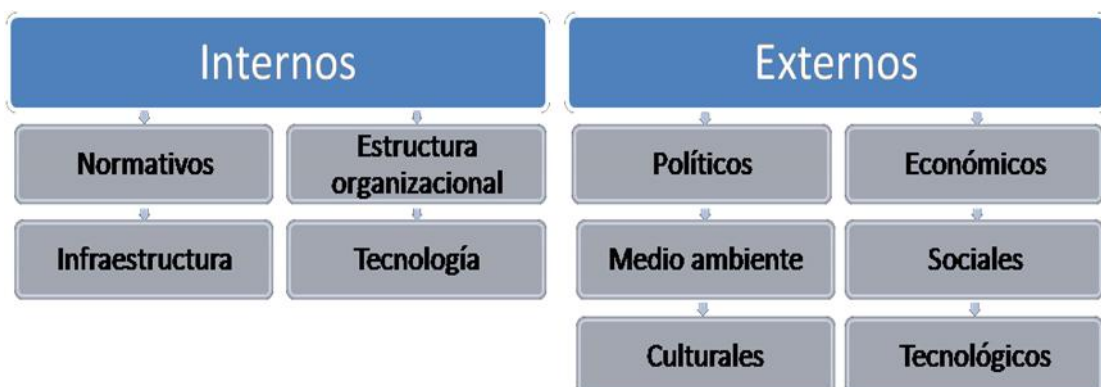 Internos
Normativos
Estructura
organizacional
Infraestructura
Tecnología
Externos
Políticos
Económicos
Medio ambiente
Sociales
Culturales
Tecnológicos